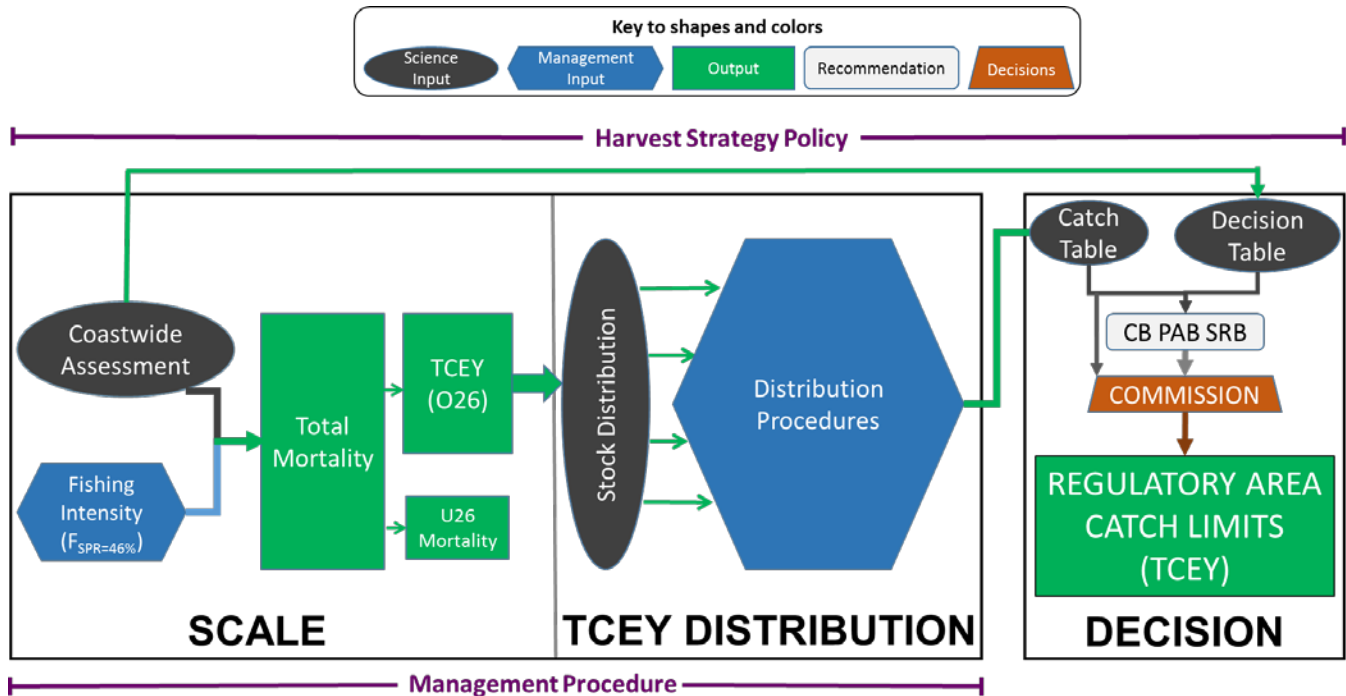 Key to shapes and colors
Science
Input
Management
Input
Output
Recommendation
Decisions
Harvest Strategy Policy
Coastwide
Assessment
Fishing
Intensity
(FSPR=46%)
Total
Mortality
TCEY
(O26)
U26
Mortality
SCALE
Stock Distribution
Distribution
Procedures
TCEY DISTRIBUTION
Catch
Table
Decision
Table
CB PAB SRB
COMMISSION
REGULATORY AREA
CATCH LIMITS
(TCEY)
DECISION
Management Procedure